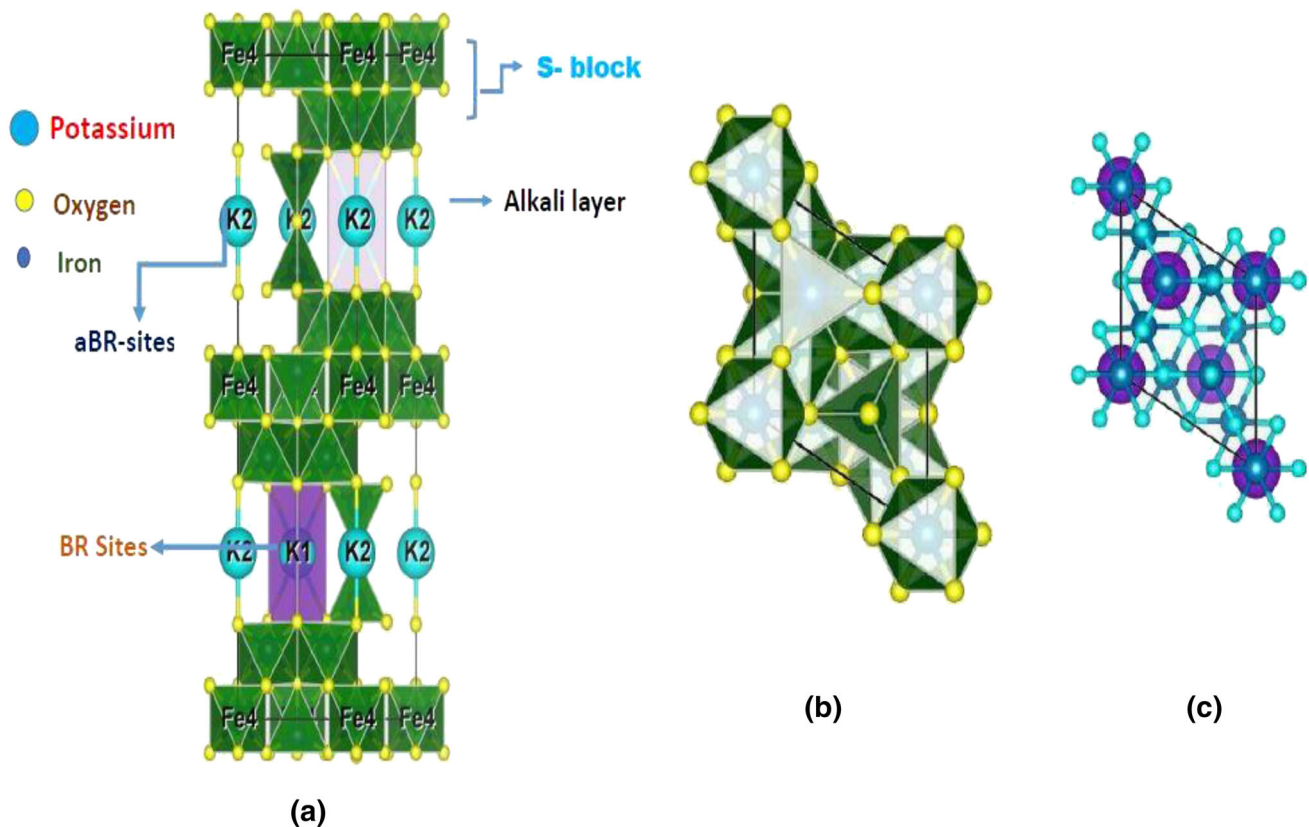 Fe4 Fe4 Fe4
S- block
Potassium
Oxygen
Iron
K2 K2 K2 K2
Alkali layer
aBR-sites
Fe4 Fe4 Fe4
BR Sites
K2 K1 K2 K2
Fe4 Fe4 Fe4
(a)
(b)
(c)